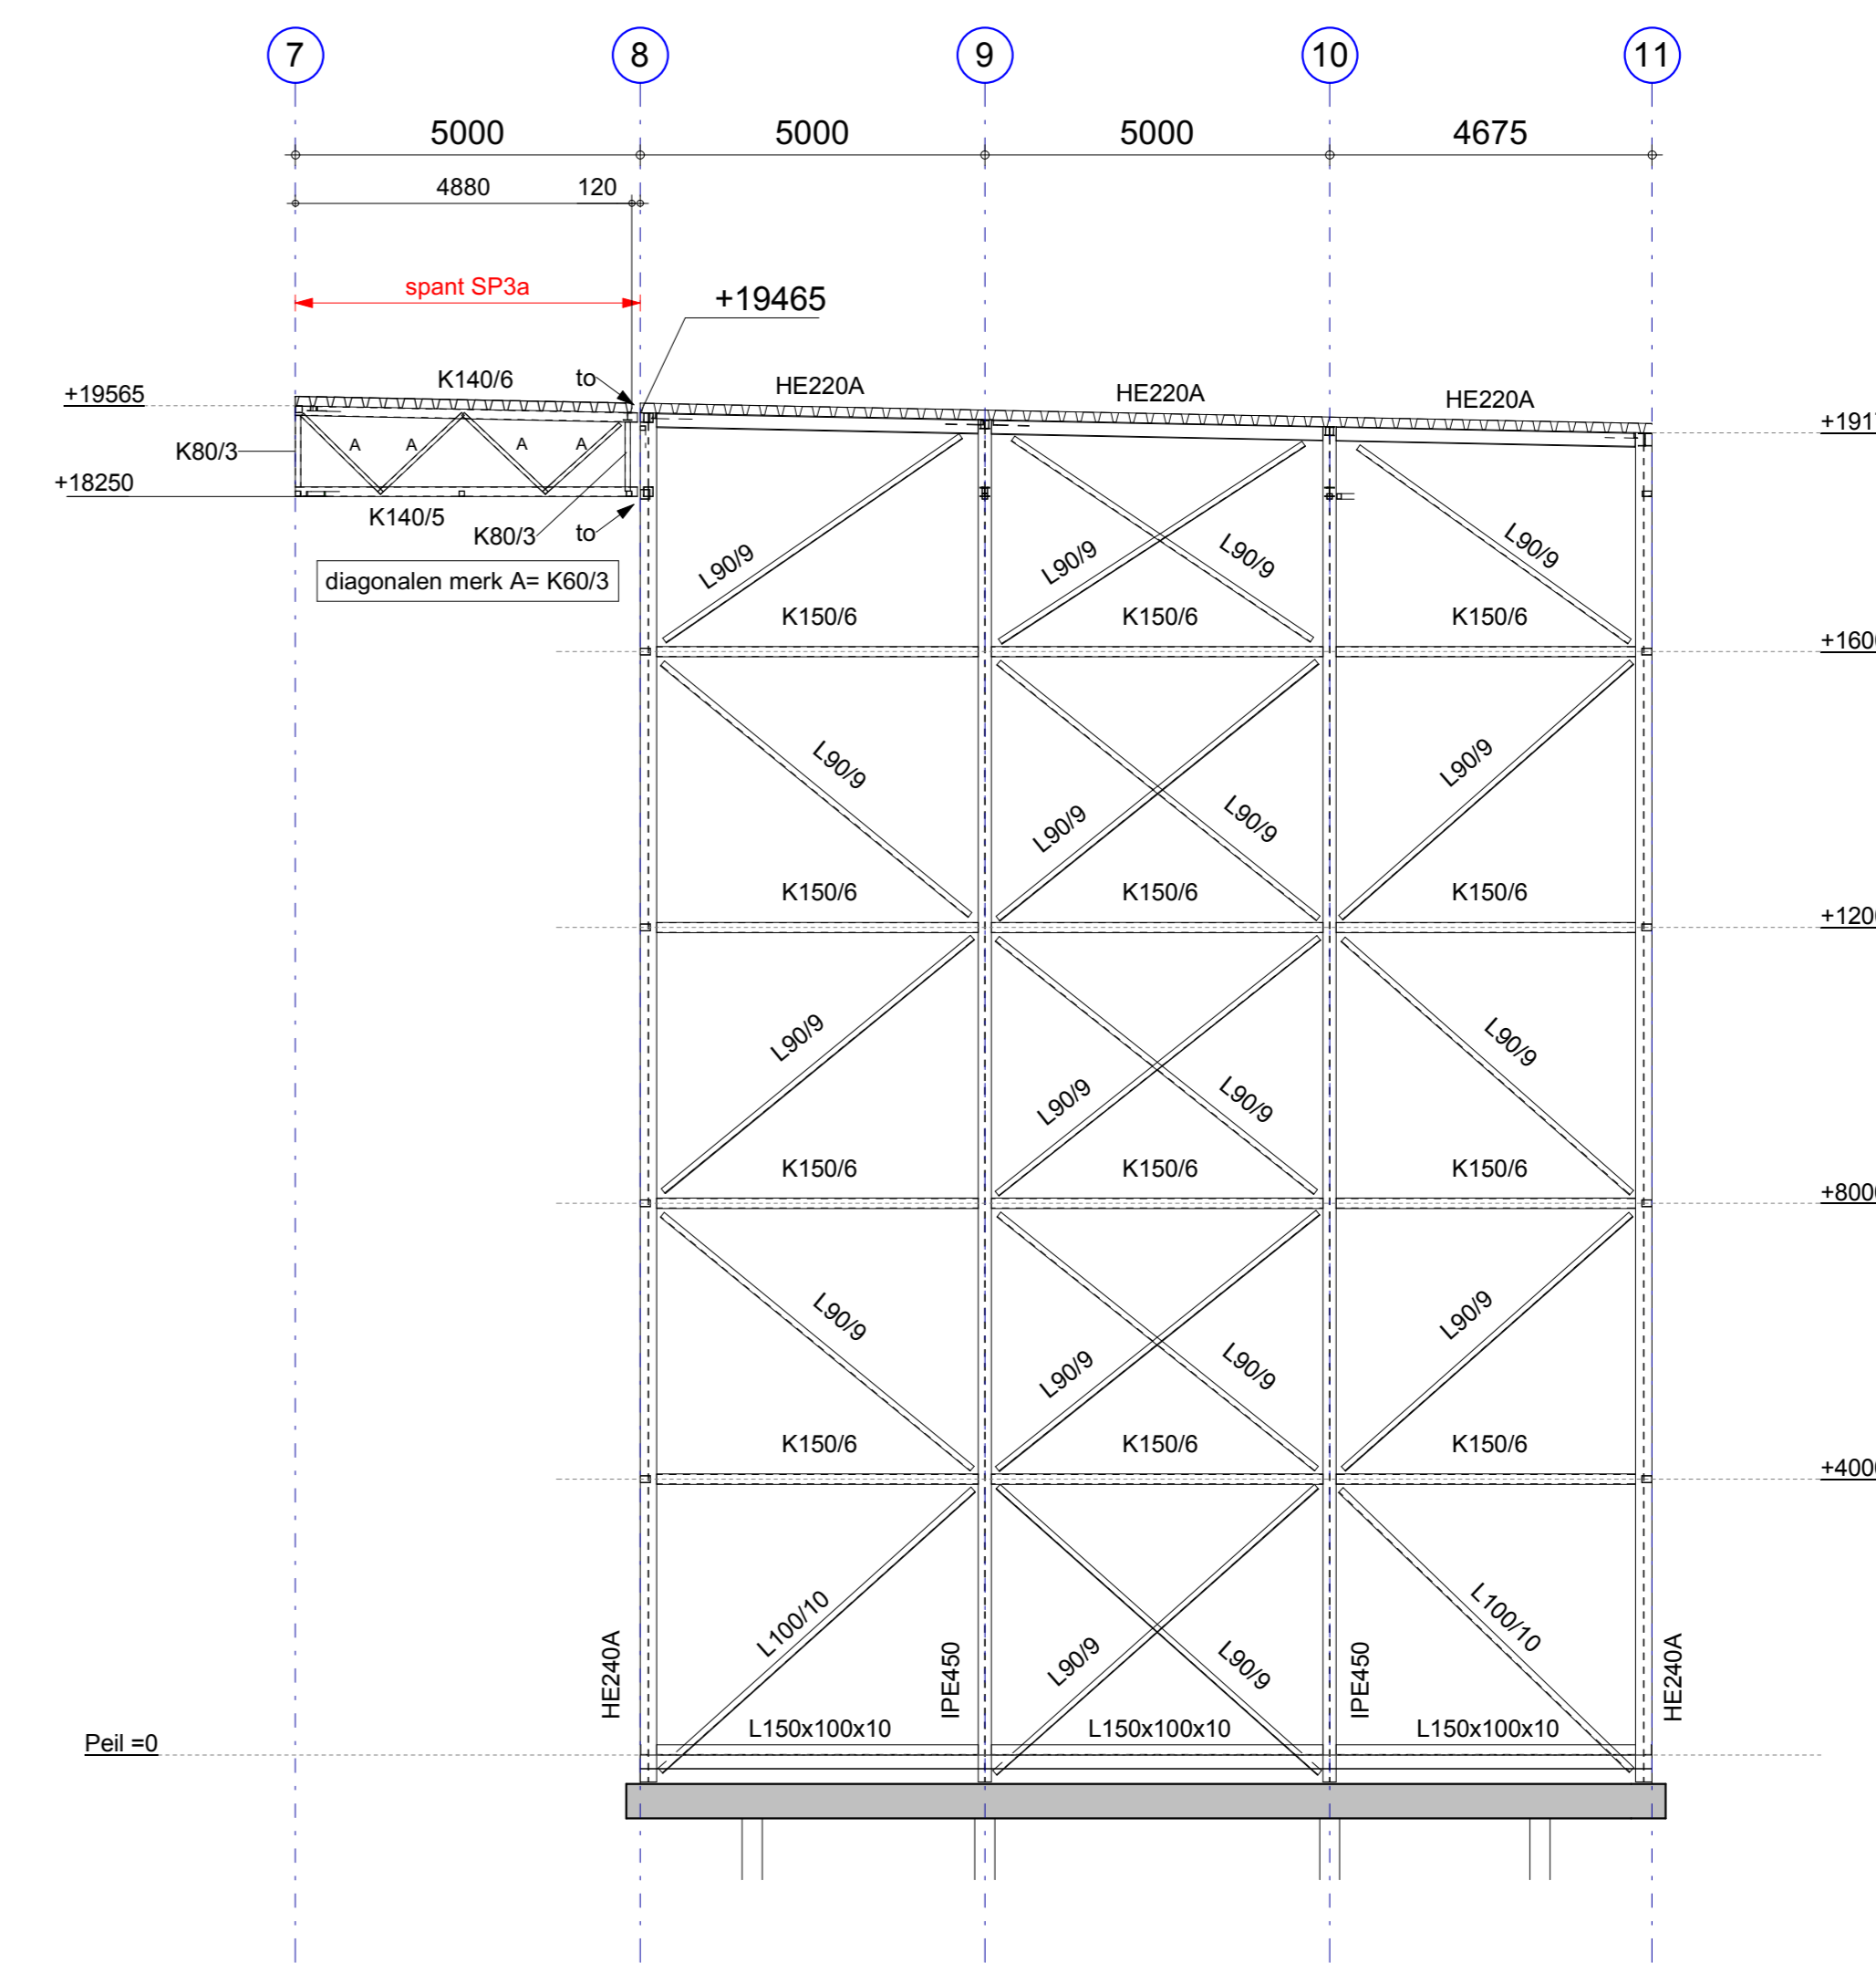 7 8 9 10 11
5000 5000 5000 4675
4880 120
spant SP3a
+19465
+19565 K140/6 to HE220A HE220A HE220A
+191
K80/3
+18250
K140/5 K80/3 to
diagonalen merk A= K60/3
A A A A
L90/9 L90/9 L90/9 L90/9
K150/6 K150/6 K150/6
+160
L90/9 L90/9 L90/9 L90/9
K150/6 K150/6 K150/6
+120
L90/9 L90/9 L90/9 L90/9
K150/6 K150/6 K150/6
+800
L90/9 L90/9 L90/9 L90/9
K150/6 K150/6 K150/6
+400
L100/10 L90/9 L90/9 L100/10
HE240A IPE450 IPE450 HE240A
L150x100x10 L150x100x10 L150x100x10
Peil =0